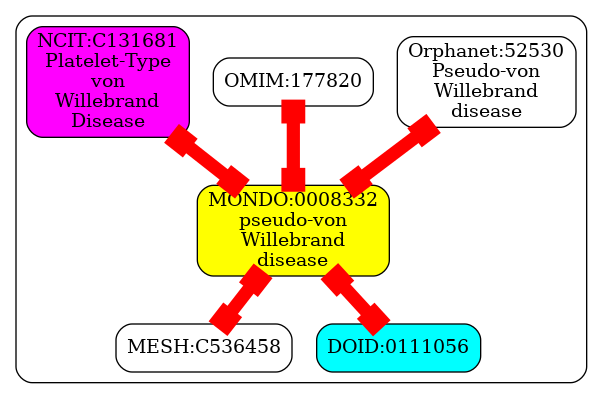 NCIT:C131681
Platelet-Type
von
Willebrand
Disease
OMIM:177820
Orphanet:52530
Pseudo-von
Willebrand
disease
MONDO:0008332
pseudo-von
Willebrand
disease
MESH:C536458
DOID:0111056